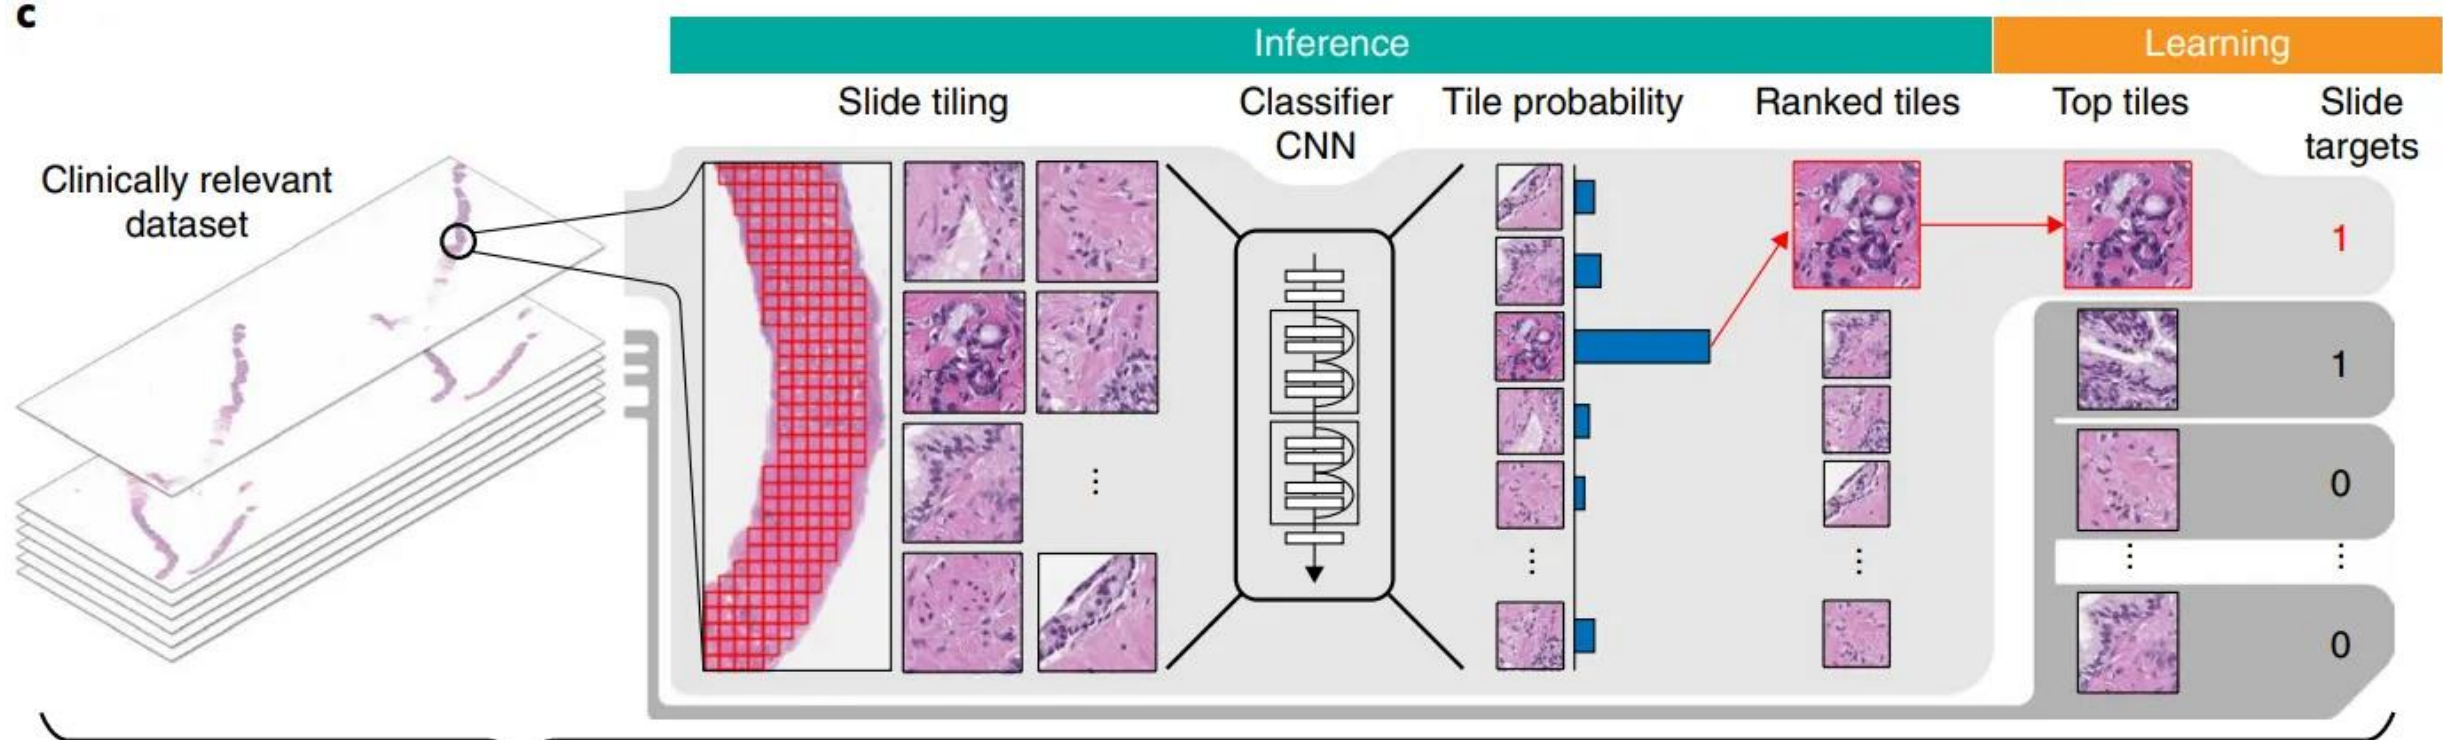 c
Inference
Learning
Slide tiling
Classifier
CNN
Tile probability
Ranked tiles
Top tiles
Slide
targets
Clinically relevant
dataset
1
1
0
0